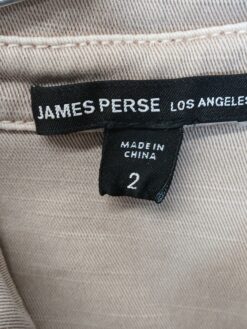 JAMES PERSE LOS ANGELES
MADE IN
CHINA
2